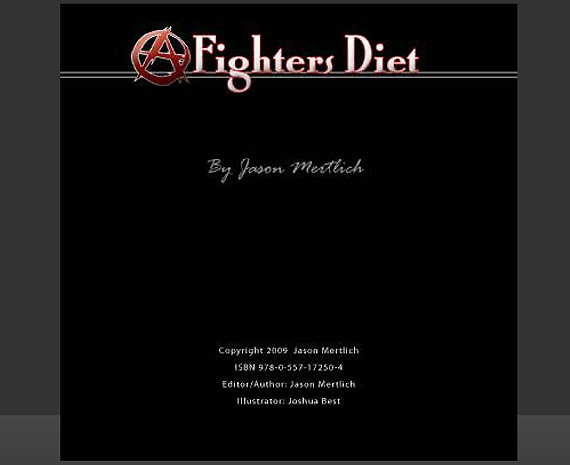 A Fighters Diet
By Jason Mertlich
Copyright 2009 Jason Mertlich
ISBN 978-0-557-17250-4
Editor/Author: Jason Mertlich
Illustrator: Joshua Best